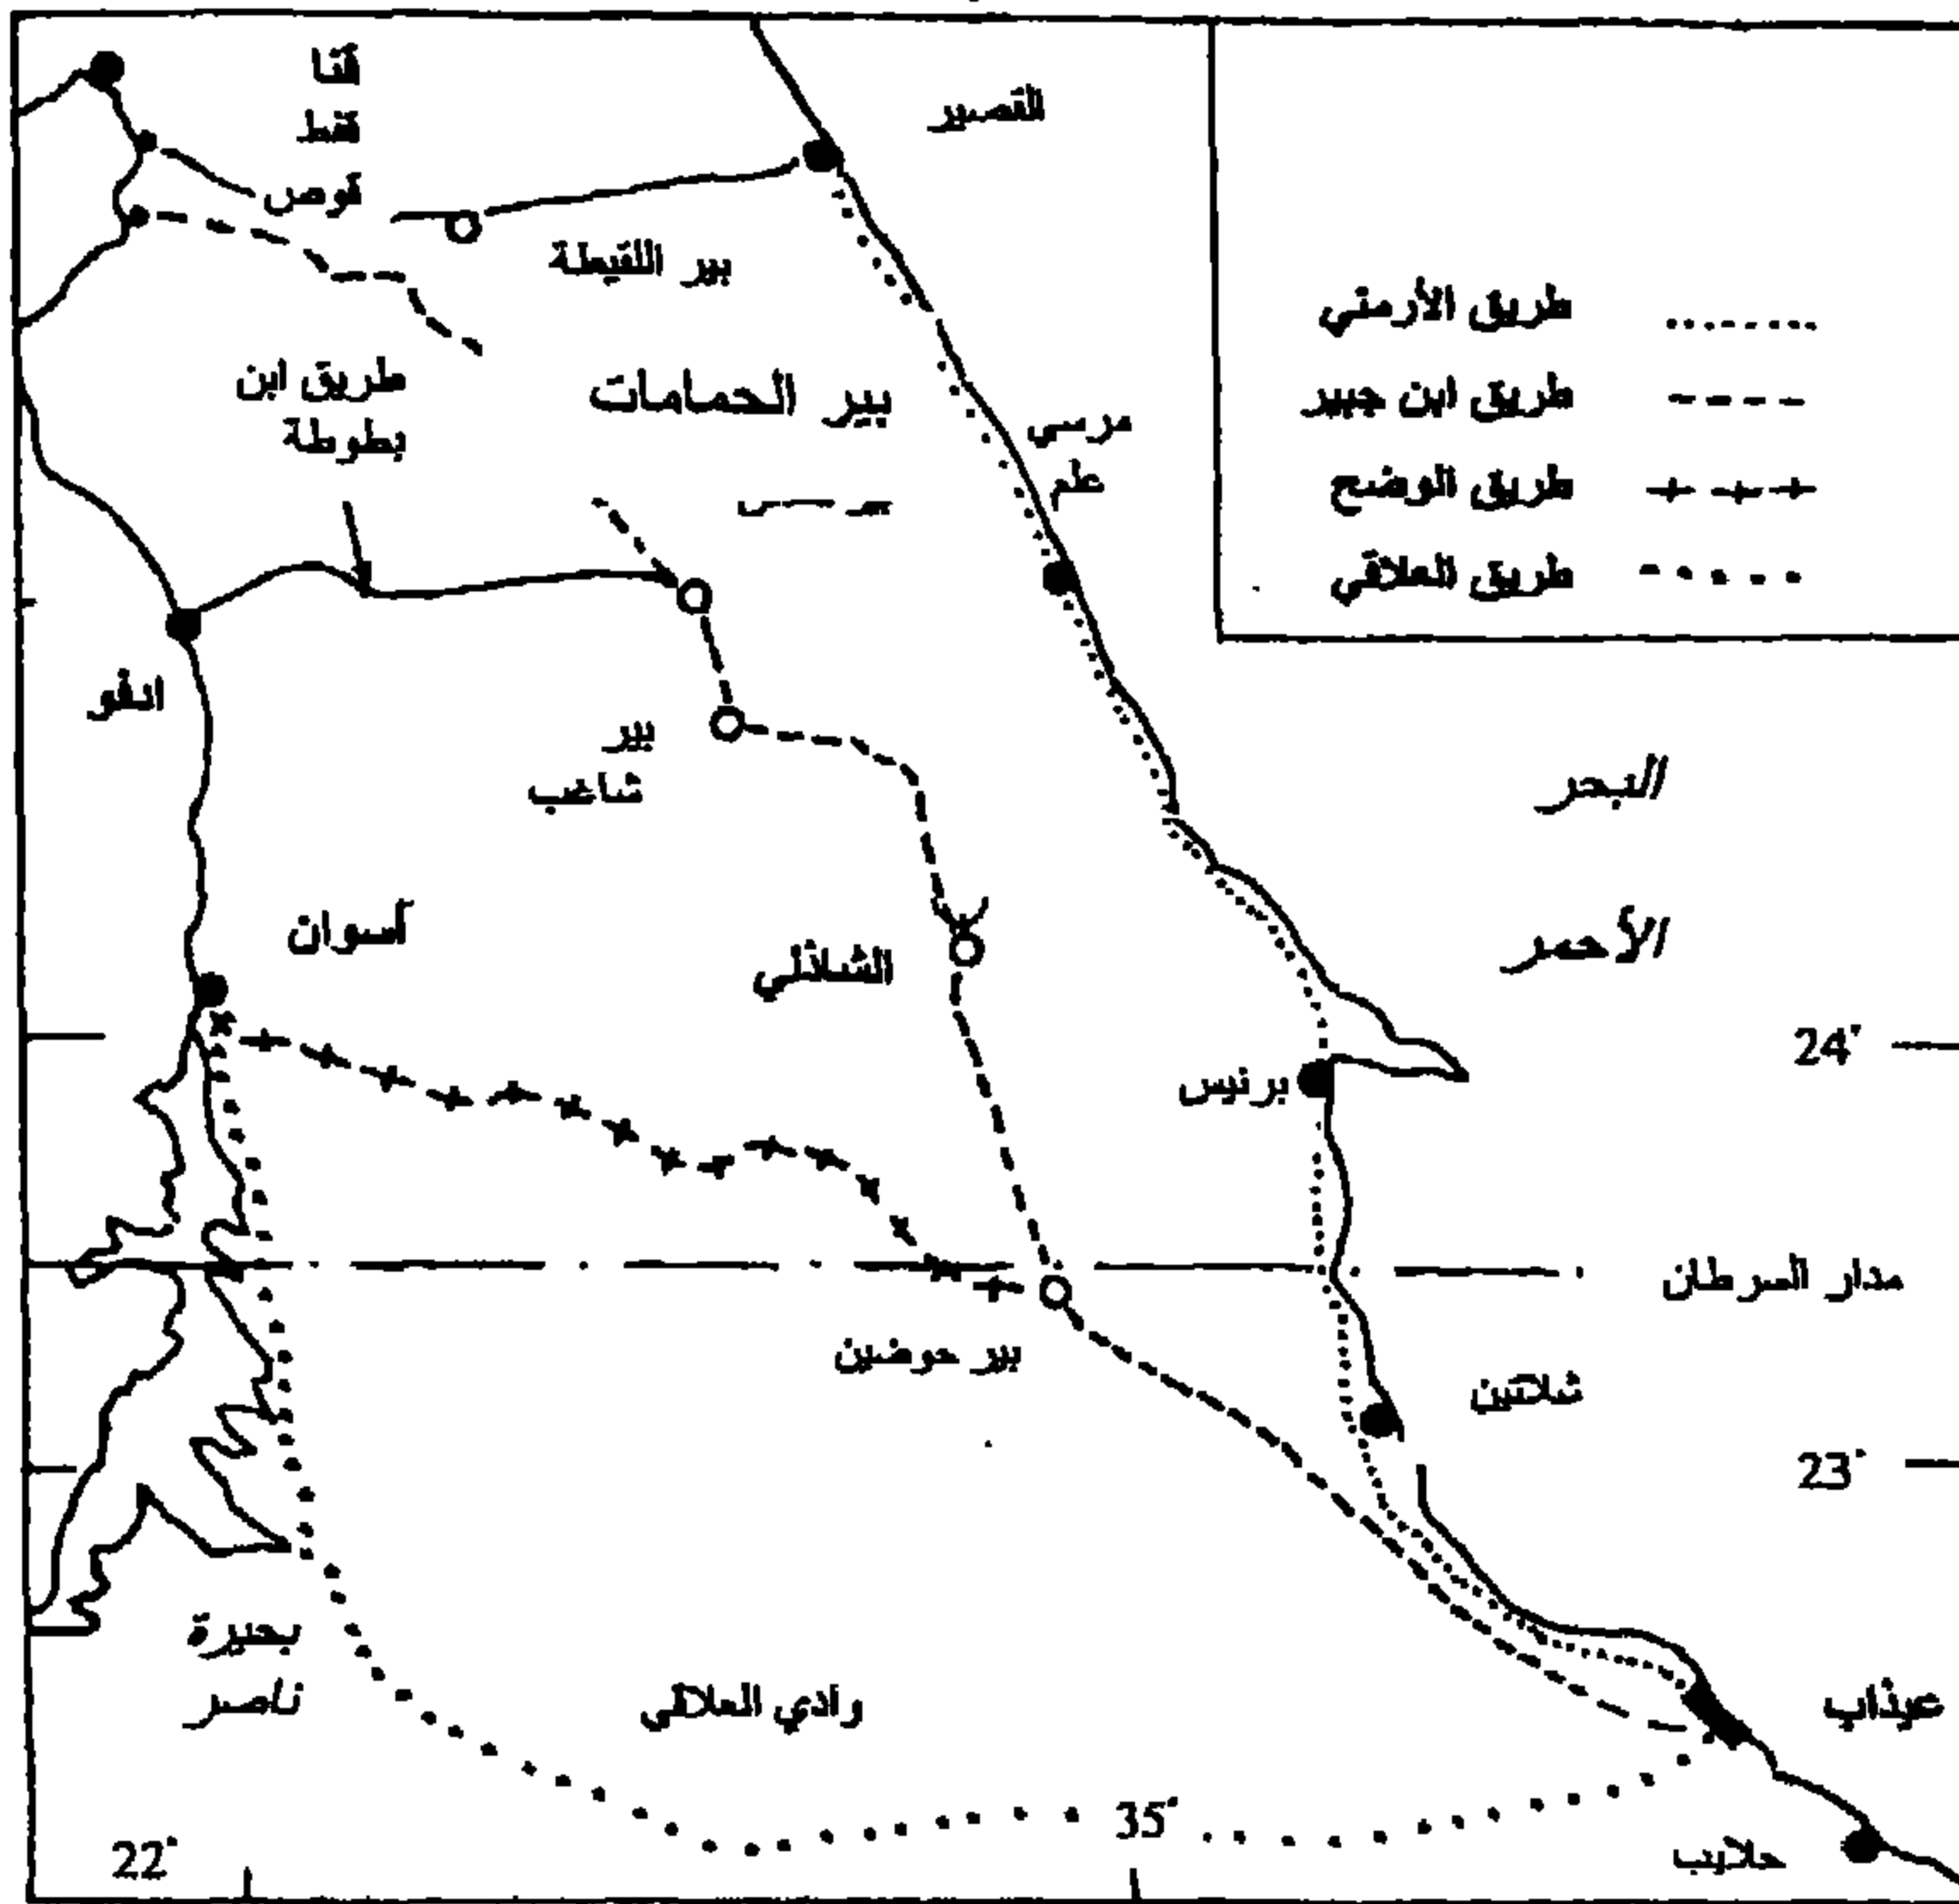 قنا
قفط
قوص
القصير
بير اللقيطة
طريق ابن
بطوطة
بير الحمامات
مرسي
علم
طريق الأرمني
طريق ابن جبير
طريق الوضح
طريق العلاقي
ادفو
بير
شاغب
البحر
الأحمر
أسوان
الشلاتلي
24°
برنيس
مدار السرطان
بير حوضين
شلاتين
23°
بحيرة
ناصر
وادي العلاقي
عيذاب
35°
22°
حلايب